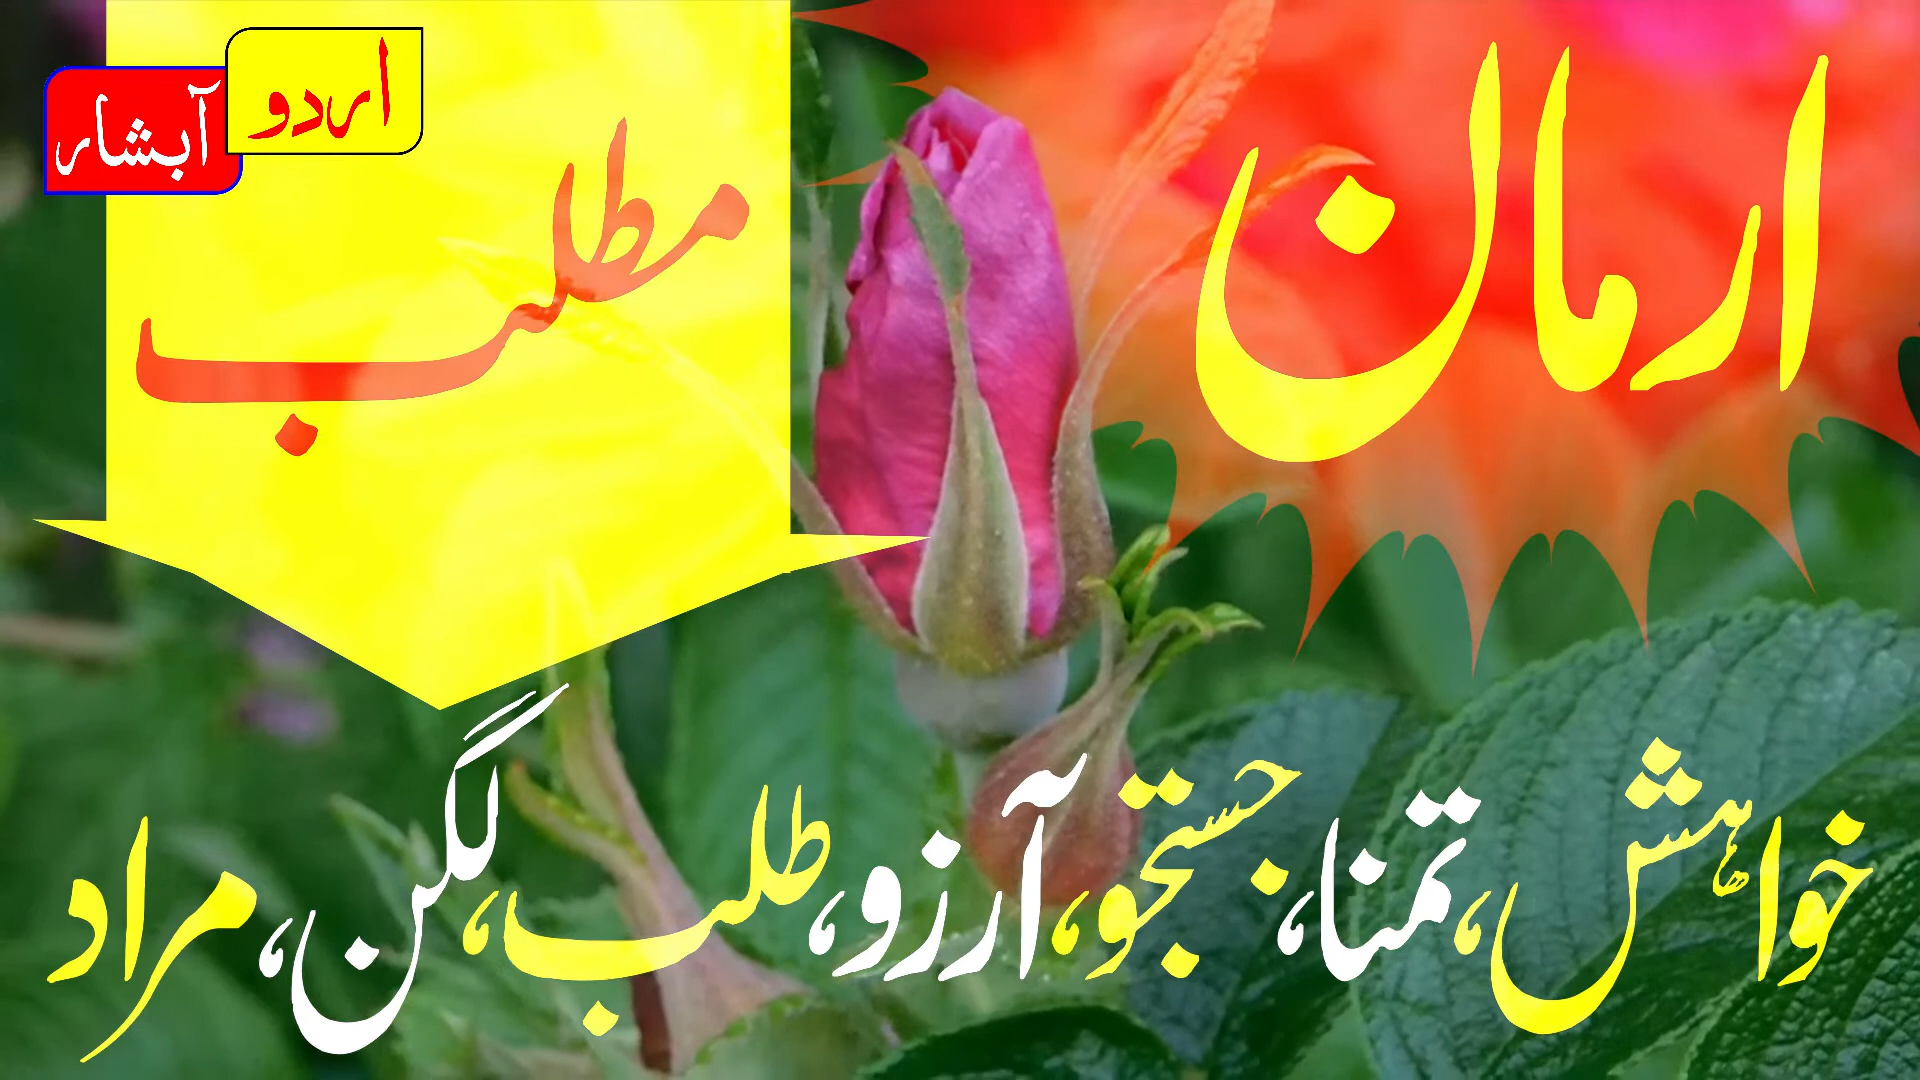 اردو
آبشار
ارمان
مطلب
خواہش، تمنا، جستجو، آرزو، طلب، لگن، مراد